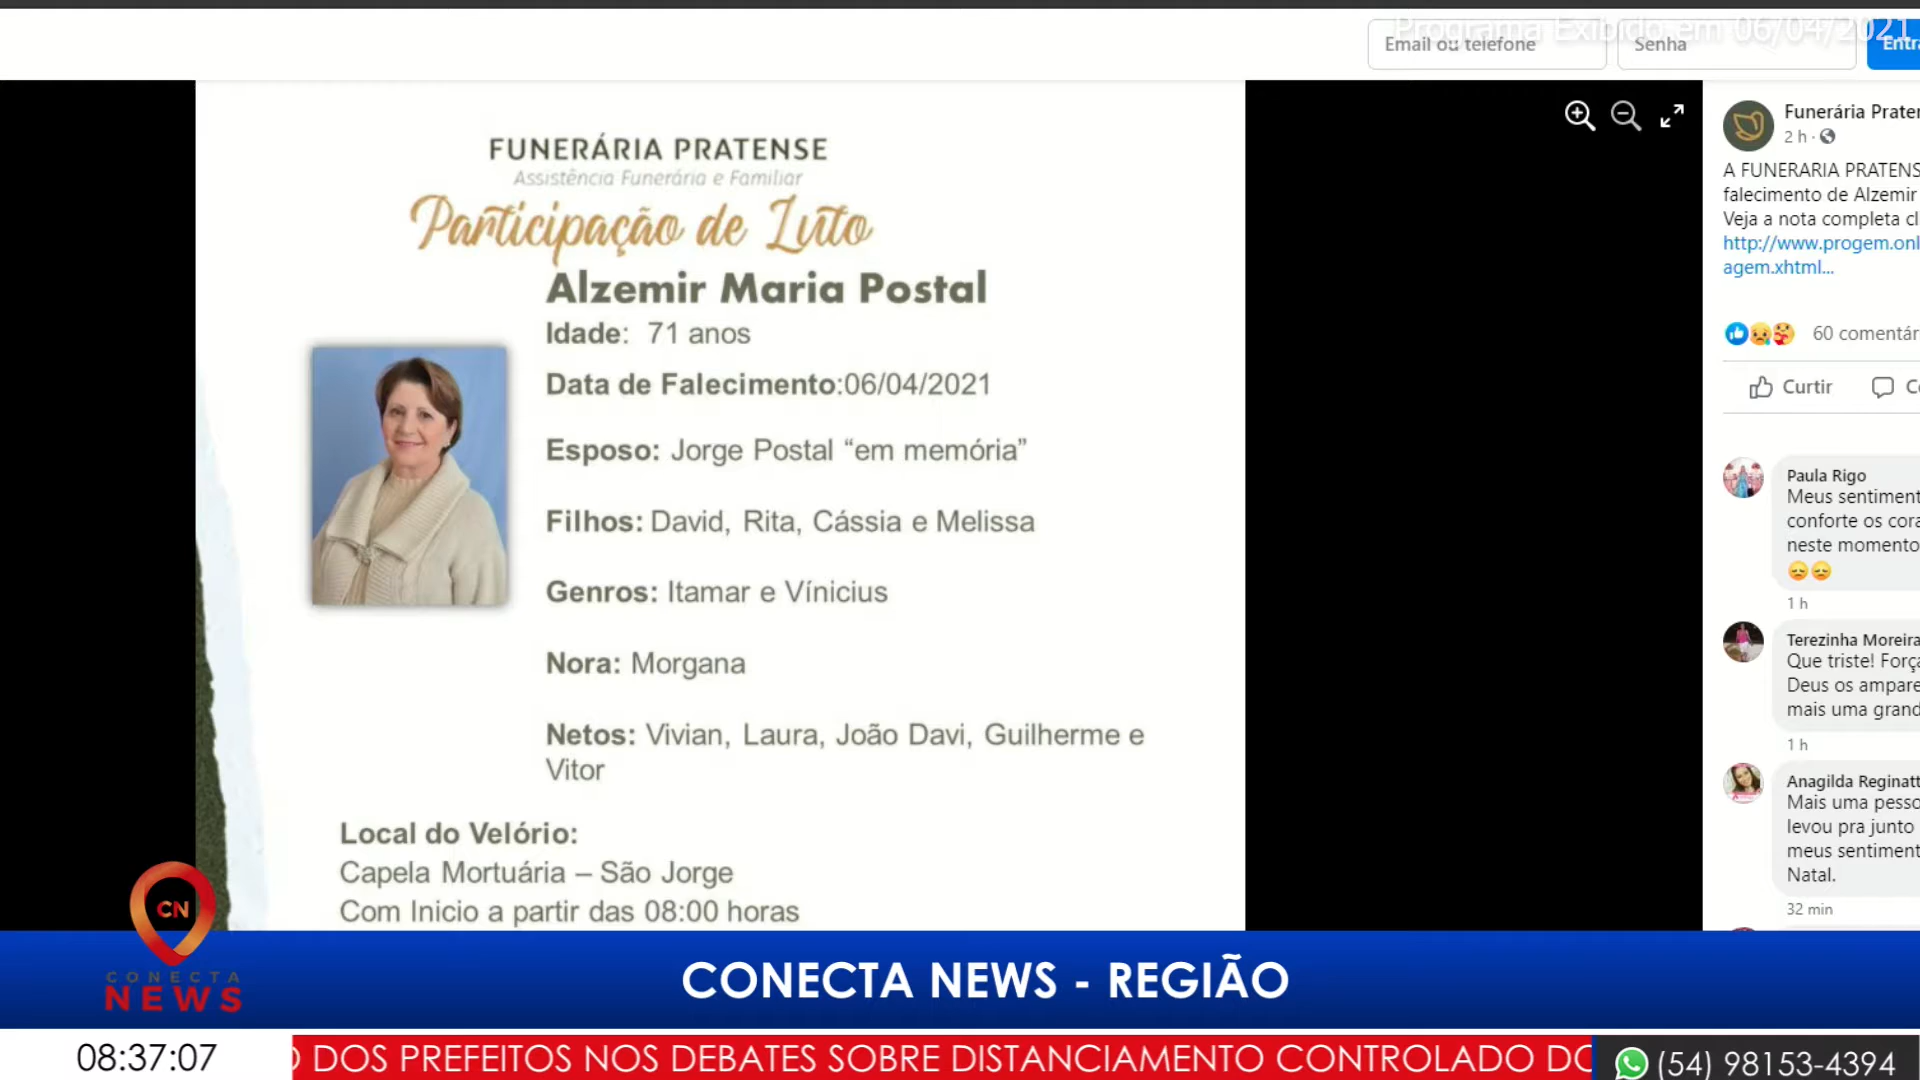 Programa Exibido em 06/04/2021
Email ou telefone
Senha
Entra
FUNERÁRIA PRATENSE
Assistência Funerária e Familiar
Participação de Luto
Alzemir Maria Postal
Idade: 71 anos
Data de Falecimento:06/04/2021
Esposo: Jorge Postal “em memória”
Filhos: David, Rita, Cássia e Melissa
Genros: Itamar e Vínicius
Nora: Morgana
Netos: Vivian, Laura, João Davi, Guilherme e
Vitor
Local do Velório:
Capela Mortuária – São Jorge
Com Inicio a partir das 08:00 horas
Funerária Praten
2 h ·
A FUNERARIA PRATENS
falecimento de Alzemir
Veja a nota completa cl
http://www.progem.onl
agem.xhtml...
60 comentár
Curtir
Co
Paula Rigo
Meus sentiment
conforte os cora
neste momento
1 h
Terezinha Moreira
Que triste! Força
Deus os ampare
mais uma grand
1 h
Anagilda Reginatt
Mais uma pesso
levou pra junto
meus sentiment
Natal.
32 min
CN
CONECTA
NEWS
CONECTA NEWS - REGIÃO
08:37:07
O DOS PREFEITOS NOS DEBATES SOBRE DISTANCIAMENTO CONTROLADO DO
(54) 98153-4394